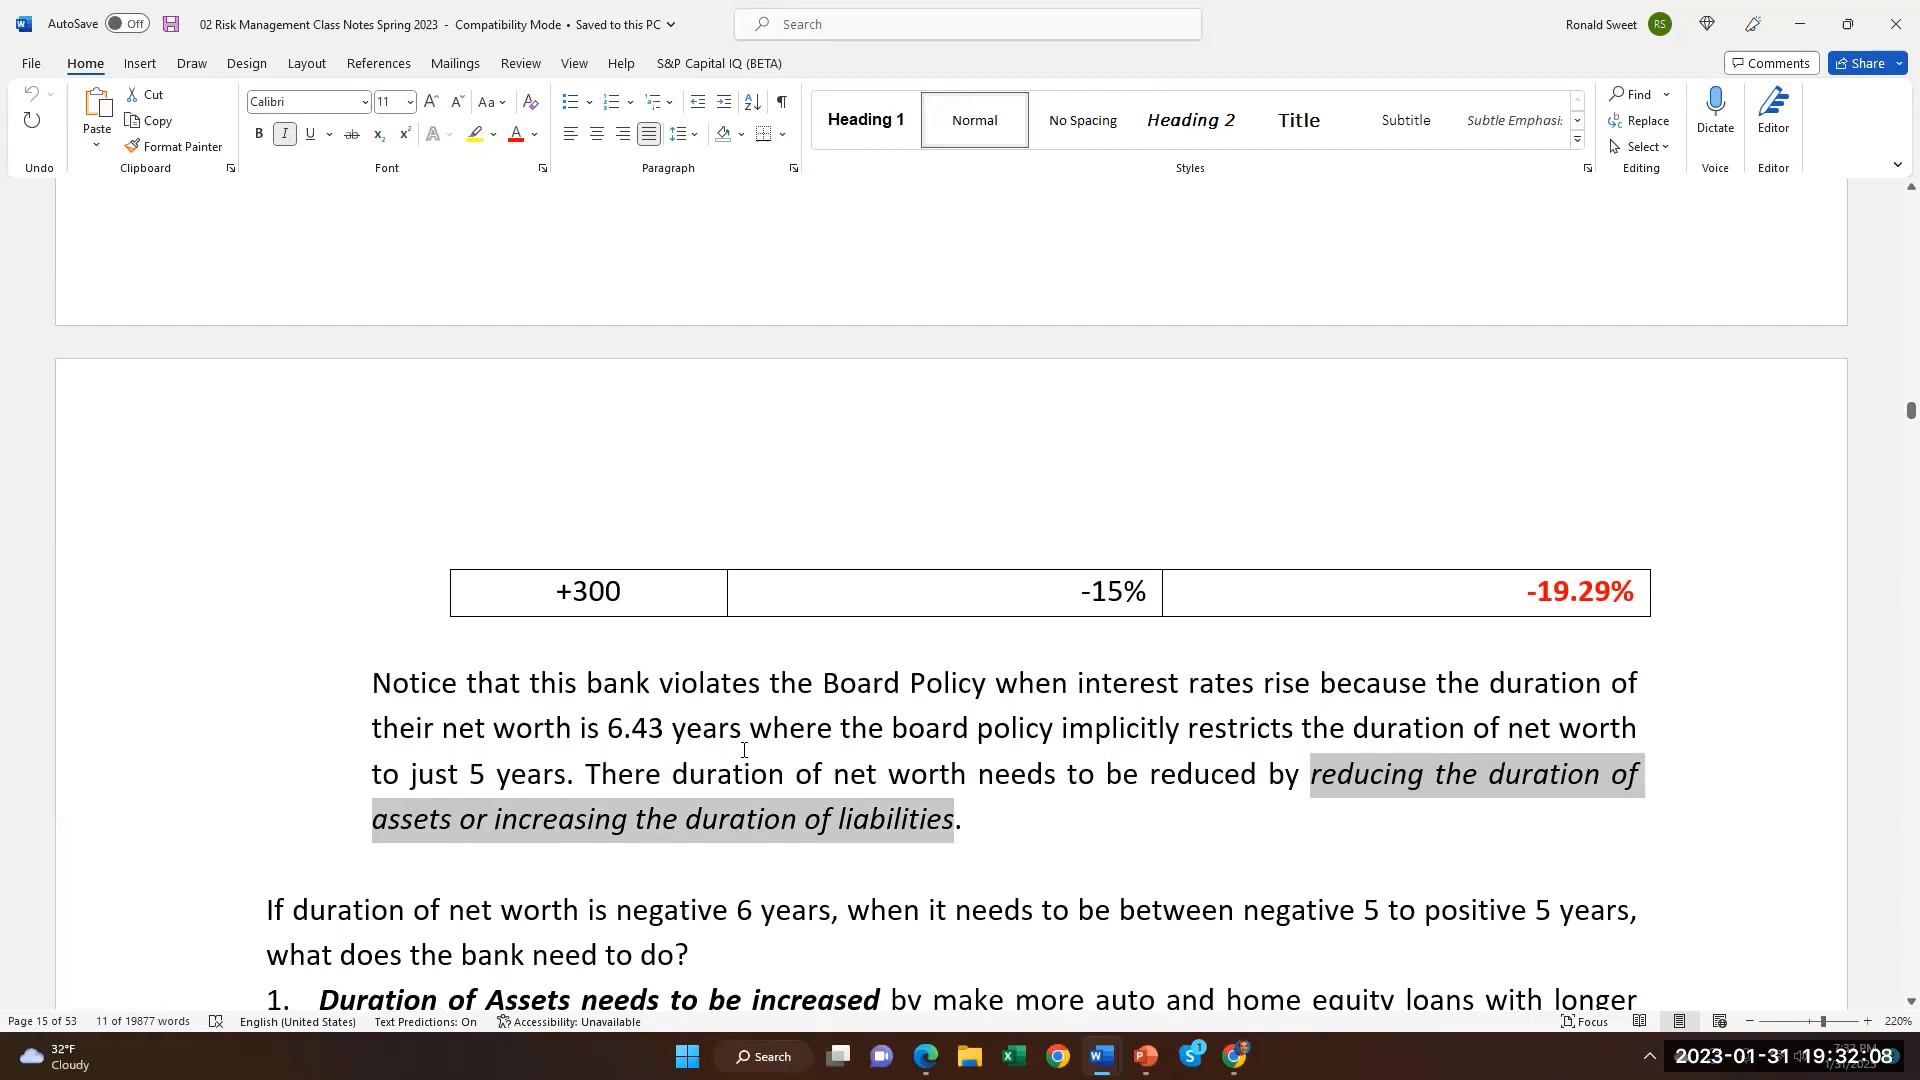 AutoSave Off 02 Risk Management Class Notes Spring 2023 - Compatibility Mode • Saved to this PC Search Ronald Sweet RS
File Home Insert Draw Design Layout References Mailings Review View Help S&P Capital IQ (BETA) Comments Share
Paste Cut Copy Format Painter
Calibri 11 Aa
B I U ab x₂ x² A A
Heading 1 Normal No Spacing Heading 2 Title Subtitle Subtle Emphasis
Find Replace Select Dictate Editor
Undo Clipboard Font Paragraph Styles Editing Voice Editor
+300 -15% -19.29%
Notice that this bank violates the Board Policy when interest rates rise because the duration of
their net worth is 6.43 years where the board policy implicitly restricts the duration of net worth
to just 5 years. There duration of net worth needs to be reduced by reducing the duration of
assets or increasing the duration of liabilities.
If duration of net worth is negative 6 years, when it needs to be between negative 5 to positive 5 years,
what does the bank need to do?
1. Duration of Assets needs to be increased by make more auto and home equity loans with longer
Page 15 of 53 11 of 19877 words English (United States) Text Predictions: On Accessibility: Unavailable Focus 220%
32°F
Cloudy
Search
1
2023-01-31 19:32:08